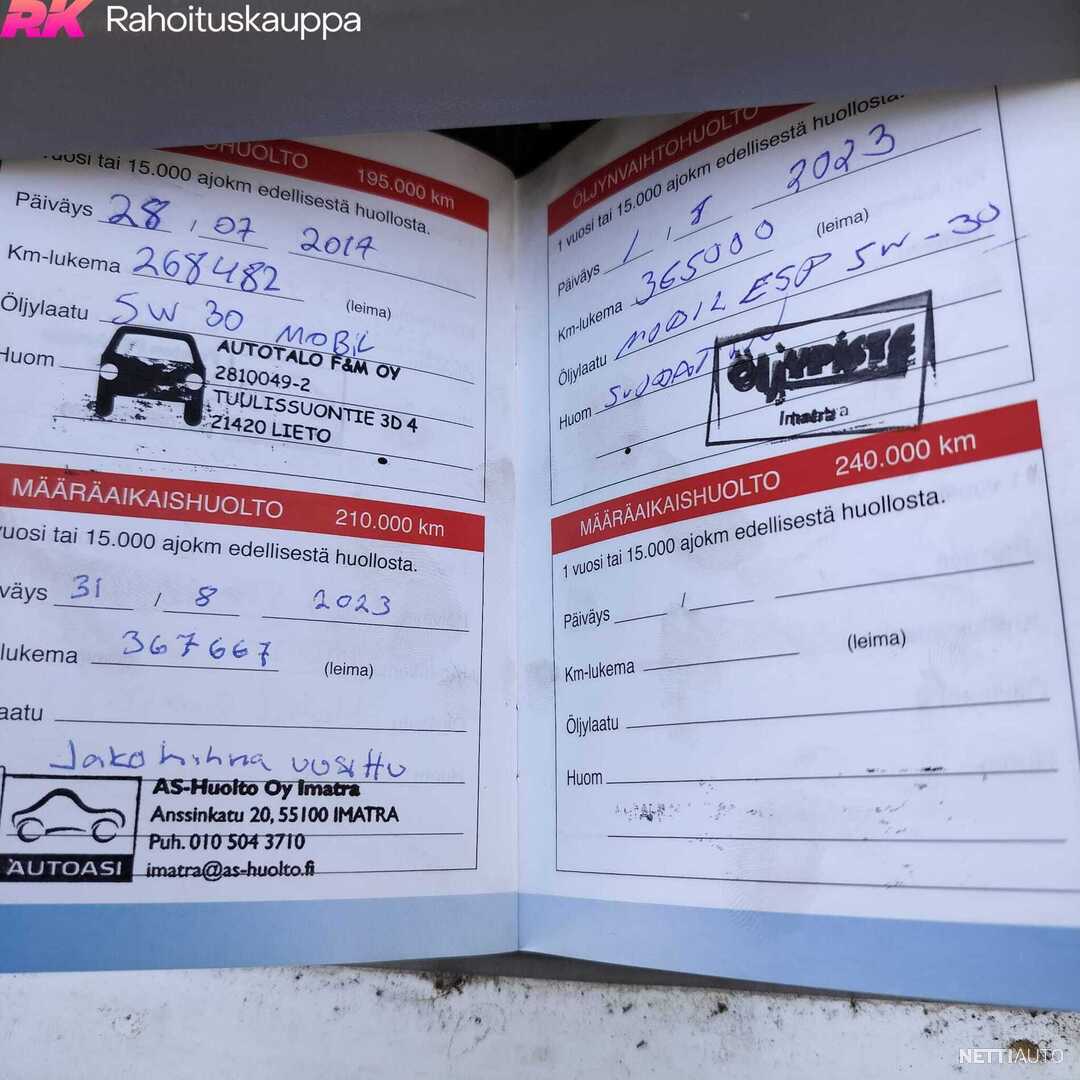 RK Rahoituskauppa
HUOLTO 195.000 km
vuosi tai 15.000 ajokm edellisestä huollosta.
Päiväys 28 / 07 2017
Km-lukema 268482
(leima)
Öljylaatu 5W 30 MOBIL
Huom
AUTOTALO F&M OY
2810049-2
TUULISSUONTIE 3D 4
21420 LIETO
MÄÄRÄAIKAISHUOLTO 210.000 km
vuosi tai 15.000 ajokm edellisestä huollosta.
väys 31 / 8 2023
lukema 367667
(leima)
laatu
Jakohihna uusittu
AUTOASI
AS-Huolto Oy Imatra
Anssinkatu 20, 55100 IMATRA
Puh. 010 504 3710
imatra@as-huolto.fi
ÖLJYNVAIHTOHUOLTO
1 vuosi tai 15.000 ajokm edellisestä huollosta.
Päiväys 1 / 8 2023
Km-lukema 365000
(leima)
Öljylaatu MOBIL ESP 5W-30
Huom
ÖLJYPISTE
Imatra
MÄÄRÄAIKAISHUOLTO 240.000 km
1 vuosi tai 15.000 ajokm edellisestä huollosta.
Päiväys /
Km-lukema
(leima)
Öljylaatu
Huom
NETTIAUTO